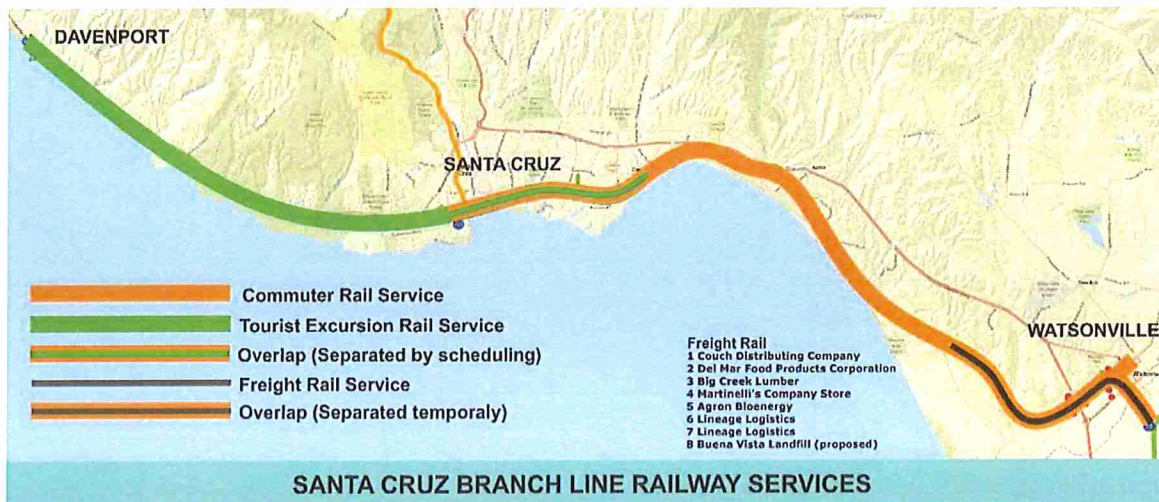 DAVENPORT
SANTA CRUZ
WATSONVILLE
Commuter Rail Service
Tourist Excursion Rail Service
Overlap (Separated by scheduling)
Freight Rail Service
Overlap (Separated temporaly)
Freight Rail
1 Couch Distributing Company
2 Del Mar Food Products Corporation
3 Big Creek Lumber
4 Martinelli's Company Store
5 Agron Bioenergy
6 Lineage Logistics
7 Lineage Logistics
8 Buena Vista Landfill (proposed)
SANTA CRUZ BRANCH LINE RAILWAY SERVICES